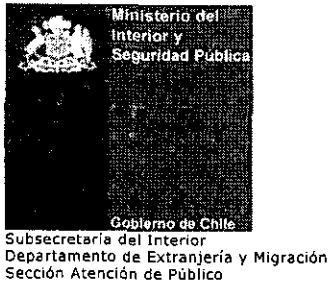 Ministerio del
Interior y
Seguridad Pública
Gobierno de Chile
Subsecretaría del Interior
Departamento de Extranjería y Migración
Sección Atención de Público